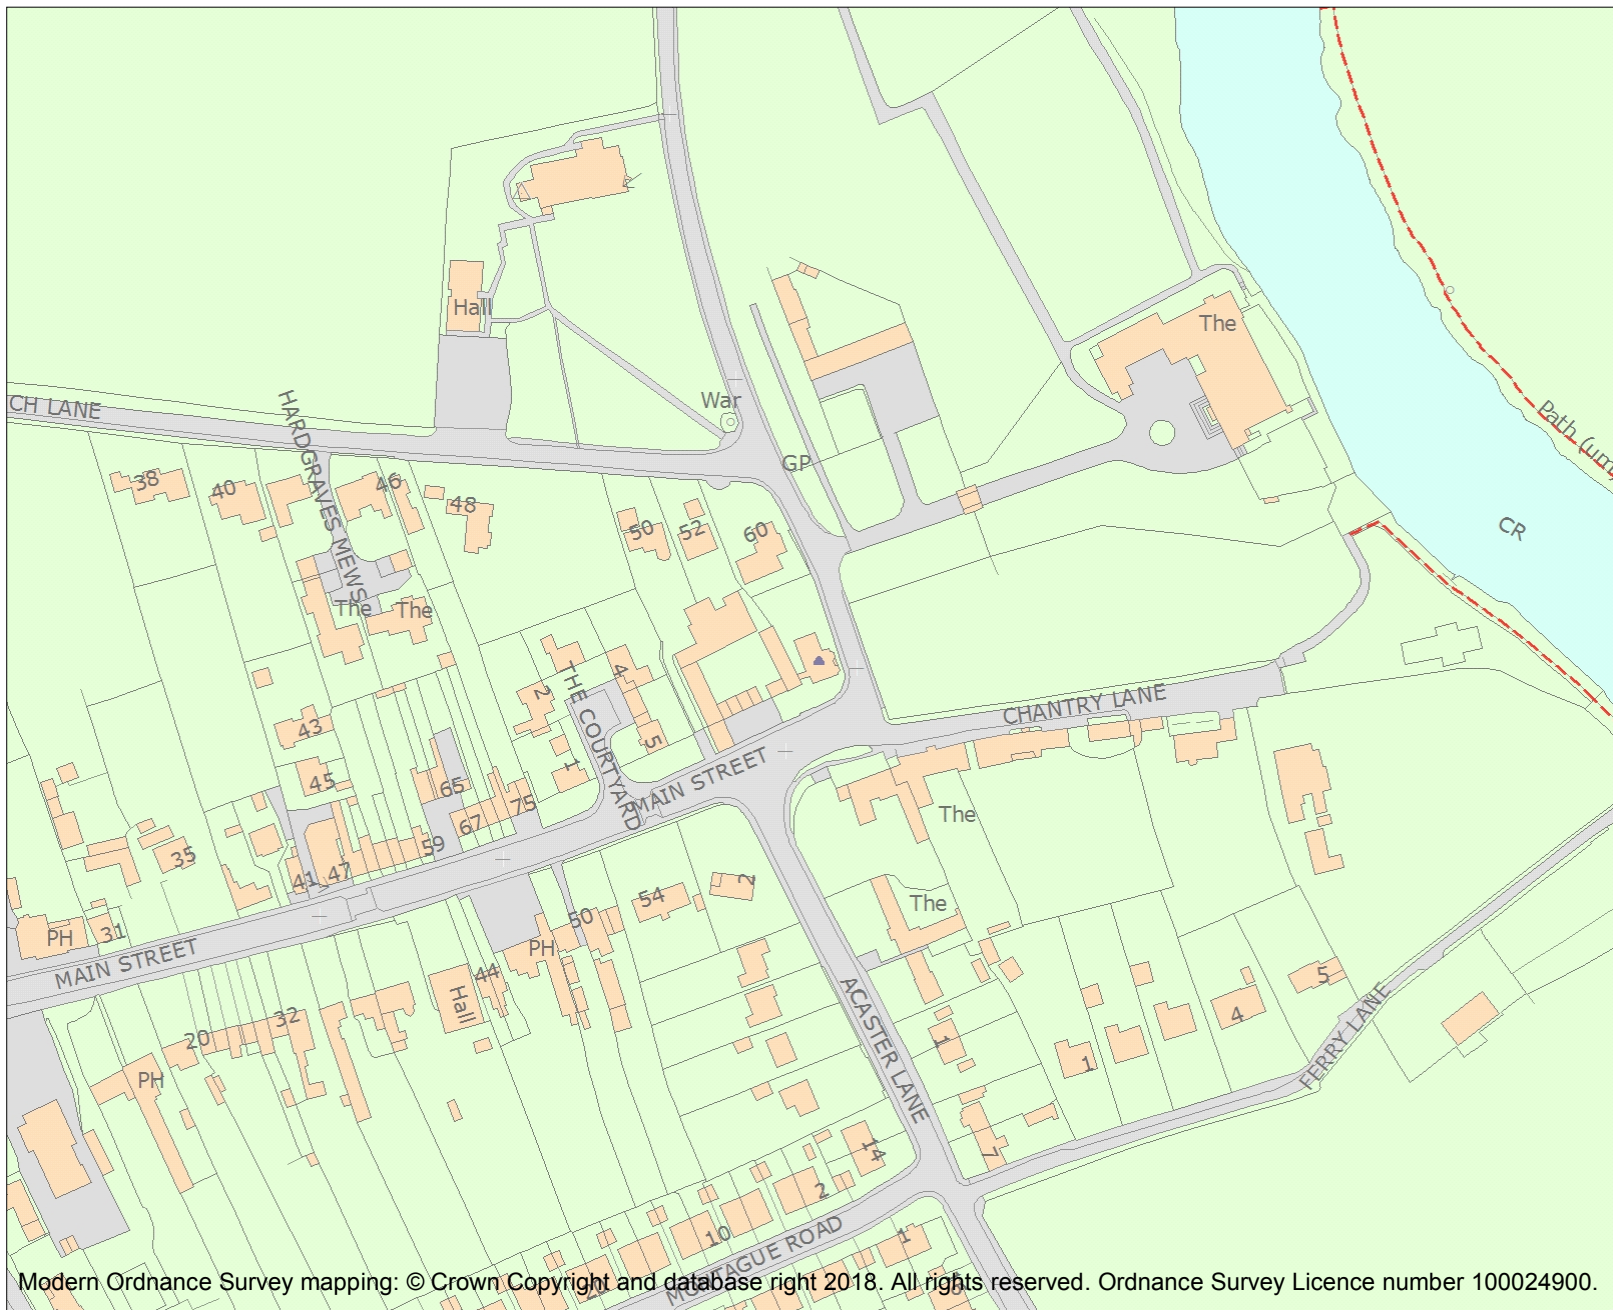 The
Hall
War
CH LANE
HARDGRAVES MEWS
Path (um
GP
38
40
46
48
CR
50
52
60
The
The
4
2
THE COURTYARD
CHANTRY LANE
43
5
MAIN STREET
1
45
65
75
The
67
59
35
47
41
2
54
The
50
31
PH
PH
MAIN STREET
44
Hall
5
ACASTER LANE
4
32
20
1
FERRY LANE
1
PH
14
7
2
10
1
MONTAGUE ROAD
20
8
Modern Ordnance Survey mapping: © Crown Copyright and database right 2018. All rights reserved. Ordnance Survey Licence number 100024900.